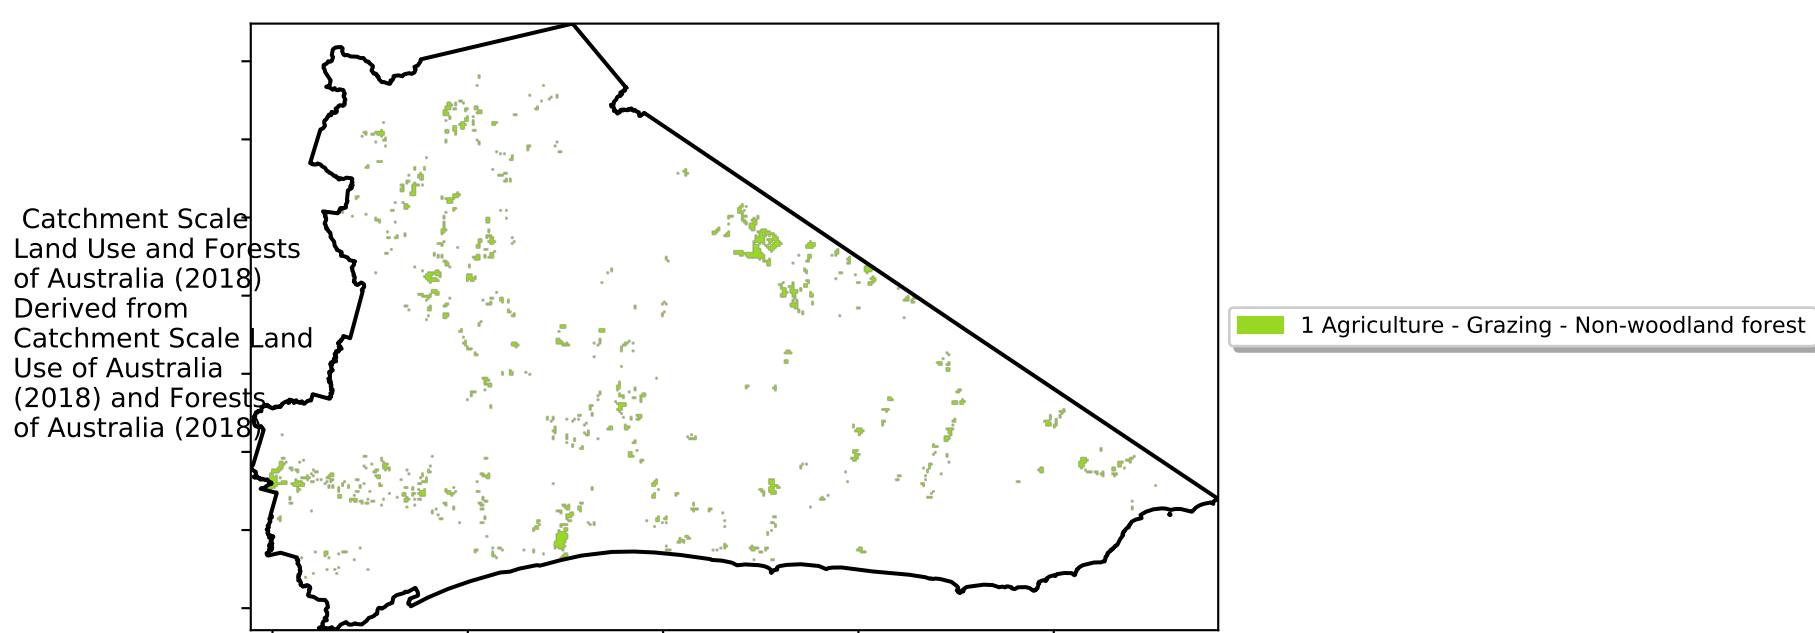 Catchment Scale
Land Use and Forests
of Australia (2018)
Derived from
Catchment Scale Land
Use of Australia
(2018) and Forests
of Australia (2018)
1 Agriculture - Grazing - Non-woodland forest